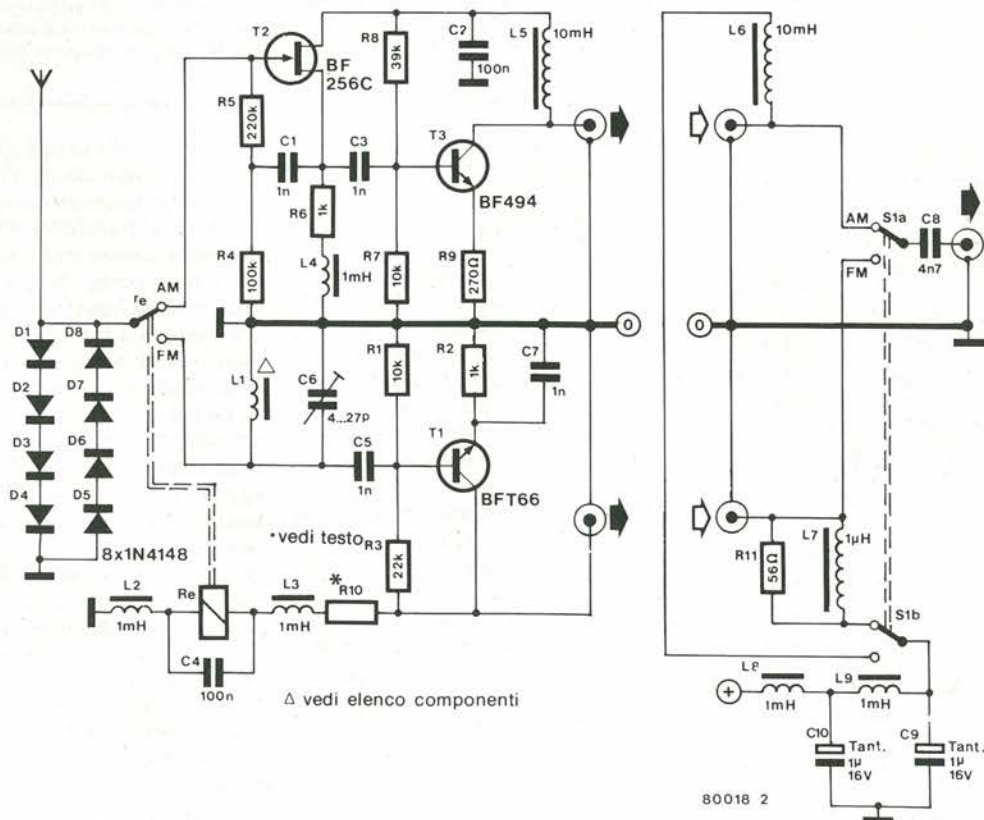 T2
BF
256C
R8
39k
C2
100n
L5
10mH
L6
10mH
R5
220k
C1
1n
C3
1n
T3
BF494
R6
1k
R4
100k
L4
1mH
R7
10k
R9
270Ω
re
AM
FM
AM
S1a
FM
C8
4n7
0
0
D1
D8
D2
D7
D3
D6
D4
D5
8x1N4148
L1
Δ
C6
4...27p
R1
10k
R2
1k
C7
1n
C5
1n
T1
BFT66
*vedi testo
R3
22k
*
R10
L2
1mH
Re
L3
1mH
C4
100n
Δ vedi elenco componenti
R11
56Ω
L7
1µH
S1b
+
L8
1mH
L9
1mH
C10
Tant.
1µ
16V
C9
Tant.
1µ
16V
80018 2